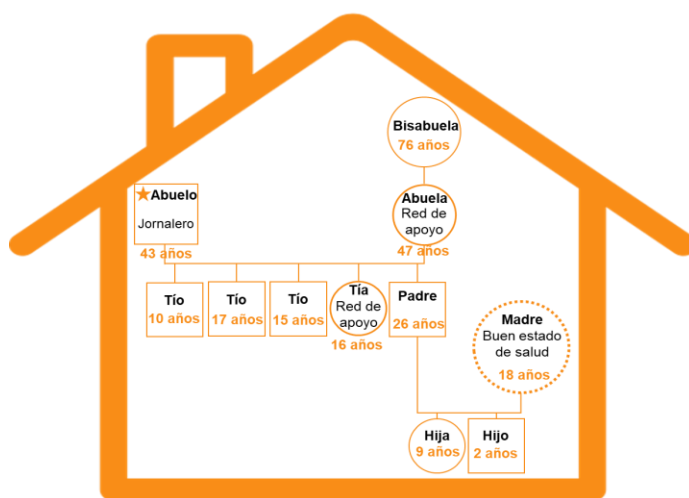 Bisabuela
76 años
★Abuelo
Jornalero
43 años
Abuela
Red de
apoyo
47 años
Tío
10 años
Tío
17 años
Tío
15 años
Tía
Red de
apoyo
16 años
Padre
26 años
Madre
Buen estado
de salud
18 años
Hija
9 años
Hijo
2 años